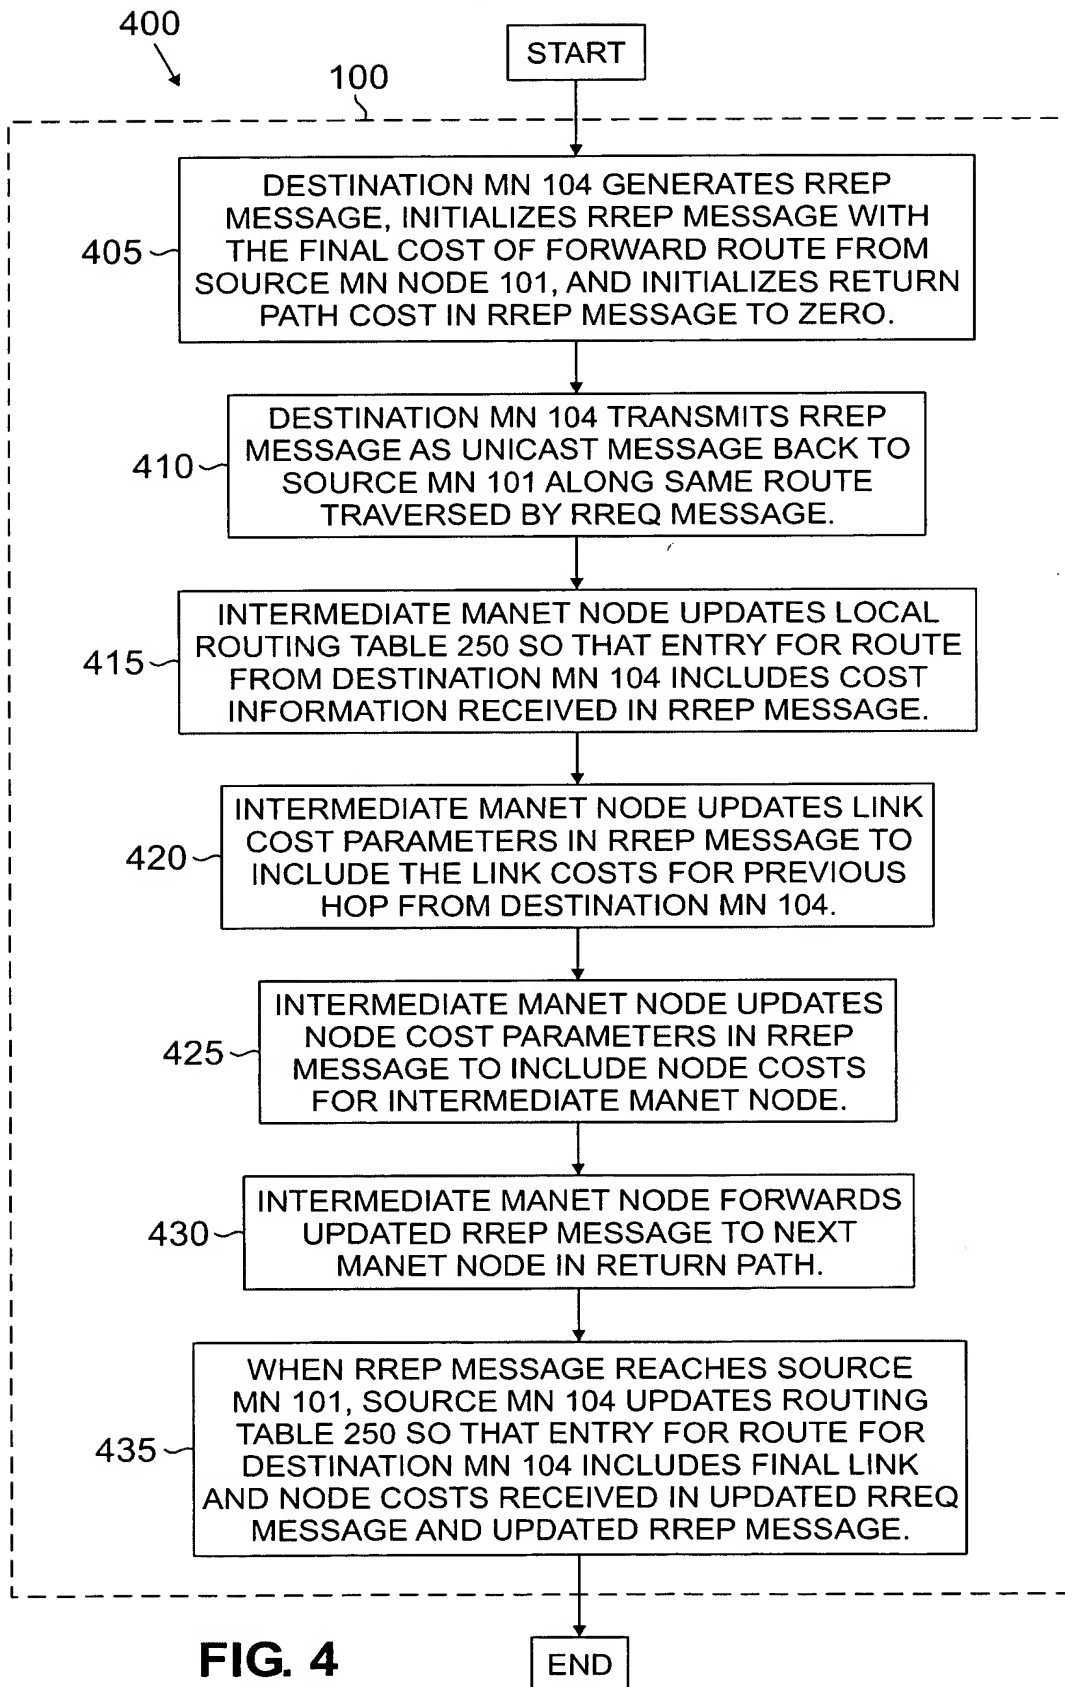 400
START
100
DESTINATION MN 104 GENERATES RREP
MESSAGE, INITIALIZES RREP MESSAGE WITH
THE FINAL COST OF FORWARD ROUTE FROM
SOURCE MN NODE 101, AND INITIALIZES RETURN
PATH COST IN RREP MESSAGE TO ZERO.
405
DESTINATION MN 104 TRANSMITS RREP
MESSAGE AS UNICAST MESSAGE BACK TO
SOURCE MN 101 ALONG SAME ROUTE
TRAVERSED BY RREQ MESSAGE.
410
INTERMEDIATE MANET NODE UPDATES LOCAL
ROUTING TABLE 250 SO THAT ENTRY FOR ROUTE
FROM DESTINATION MN 104 INCLUDES COST
INFORMATION RECEIVED IN RREP MESSAGE.
415
INTERMEDIATE MANET NODE UPDATES LINK
COST PARAMETERS IN RREP MESSAGE TO
INCLUDE THE LINK COSTS FOR PREVIOUS
HOP FROM DESTINATION MN 104.
420
INTERMEDIATE MANET NODE UPDATES
NODE COST PARAMETERS IN RREP
MESSAGE TO INCLUDE NODE COSTS
FOR INTERMEDIATE MANET NODE.
425
INTERMEDIATE MANET NODE FORWARDS
UPDATED RREP MESSAGE TO NEXT
MANET NODE IN RETURN PATH.
430
WHEN RREP MESSAGE REACHES SOURCE
MN 101, SOURCE MN 104 UPDATES ROUTING
TABLE 250 SO THAT ENTRY FOR ROUTE FOR
DESTINATION MN 104 INCLUDES FINAL LINK
AND NODE COSTS RECEIVED IN UPDATED RREQ
MESSAGE AND UPDATED RREP MESSAGE.
435
FIG. 4
END